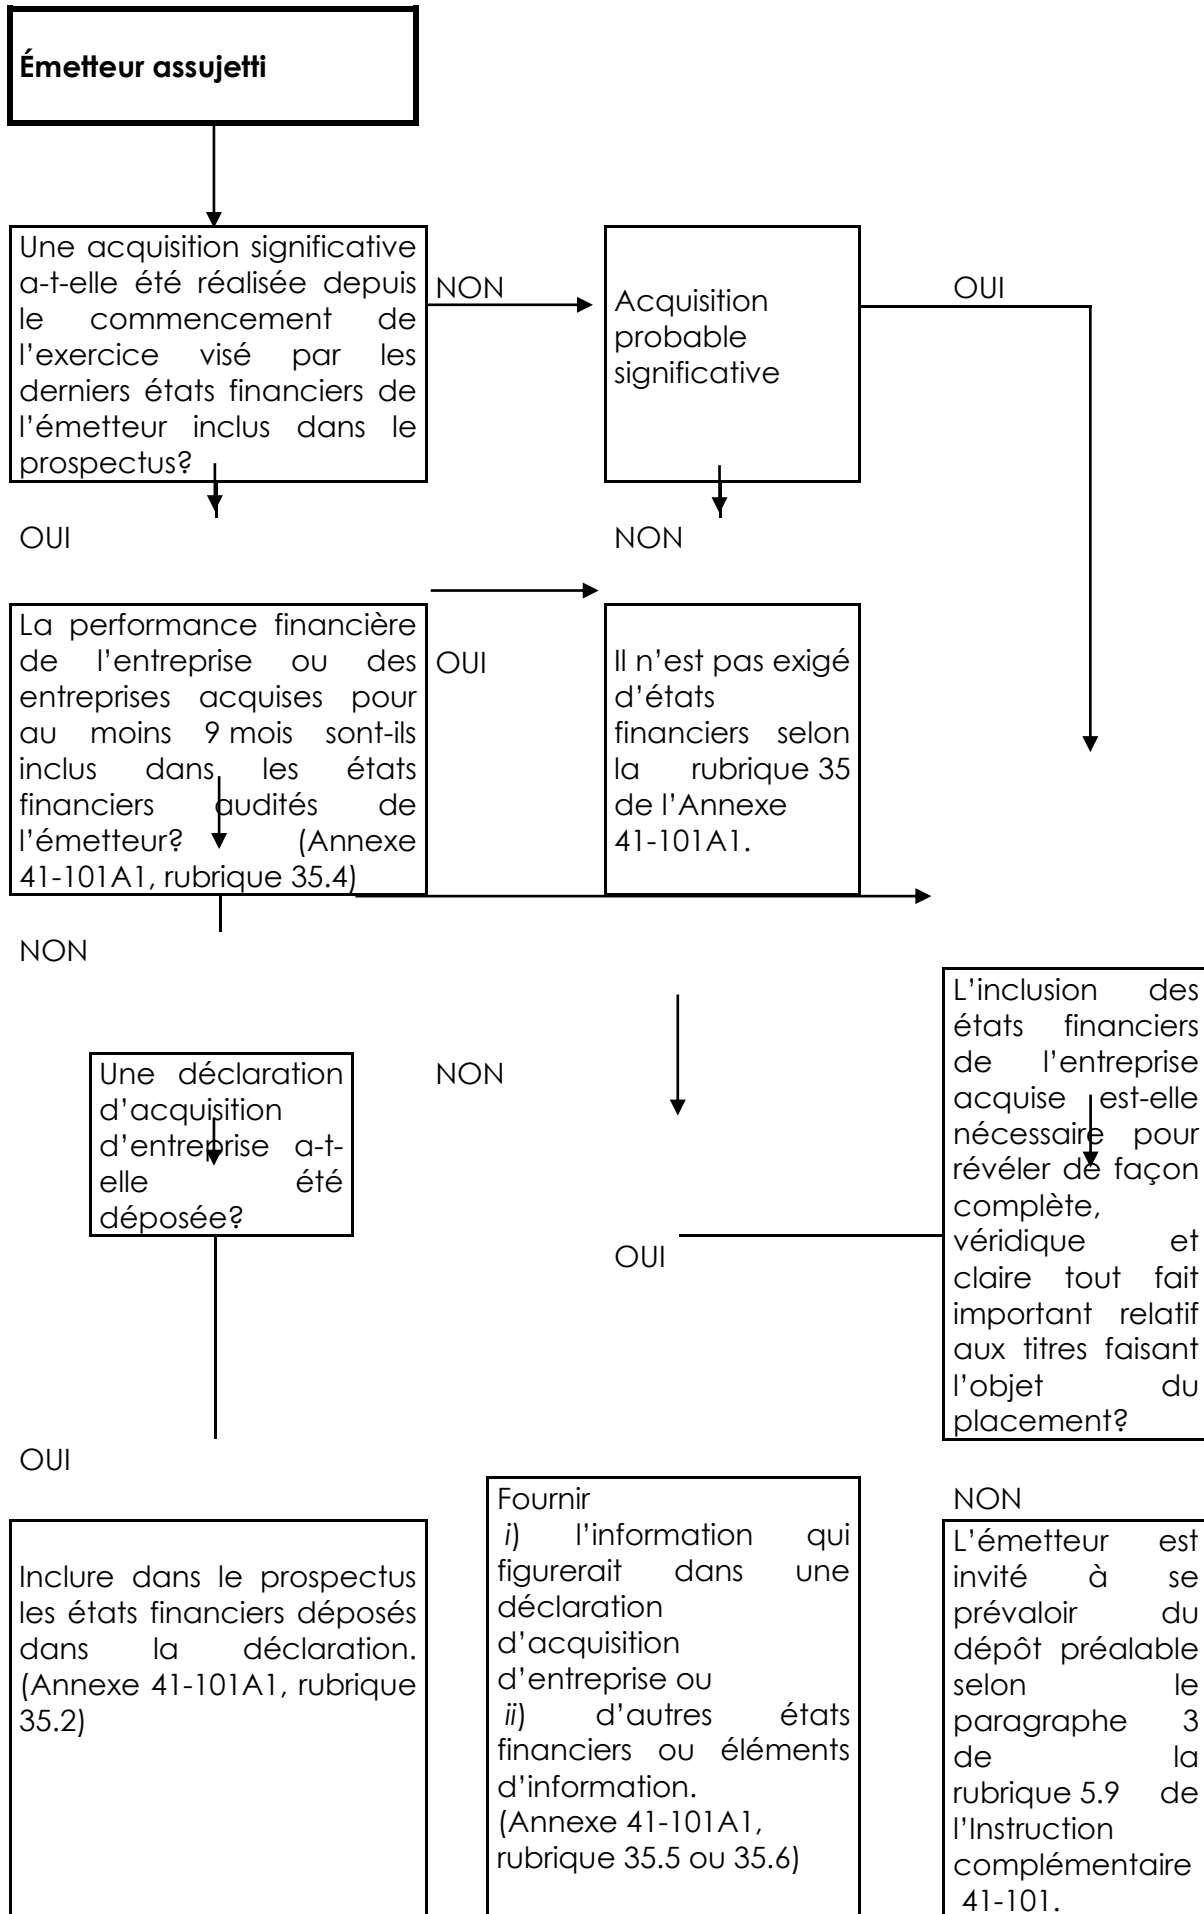 Émetteur assujetti
Une acquisition significative
a-t-elle été réalisée depuis
le commencement de
l'exercice visé par les
derniers états financiers de
l'émetteur inclus dans le
prospectus?
NON
Acquisition
probable
significative
OUI
OUI
NON
La performance financière
de l'entreprise ou des
entreprises acquises pour
au moins 9 mois sont-ils
inclus dans les états
financiers audités de
l'émetteur? (Annexe
41-101A1, rubrique 35.4)
OUI
Il n'est pas exigé
d'états
financiers selon
la rubrique 35
de l'Annexe
41-101A1.
NON
Une déclaration
d'acquisition
d'entreprise a-t-
elle été
déposée?
NON
L'inclusion des
états financiers
de l'entreprise
acquise est-elle
nécessaire pour
révéler de façon
complète,
véridique et
claire tout fait
important relatif
aux titres faisant
l'objet du
placement?
OUI
OUI
NON
Inclure dans le prospectus
les états financiers déposés
dans la déclaration.
(Annexe 41-101A1, rubrique
35.2)
Fournir
i) l'information qui
figurerait dans une
déclaration
d'acquisition
d'entreprise ou
ii) d'autres états
financiers ou éléments
d'information.
(Annexe 41-101A1,
rubrique 35.5 ou 35.6)
L'émetteur est
invité à se
prévaloir du
dépôt préalable
selon le
paragraphe 3
de la
rubrique 5.9 de
l'Instruction
complémentaire
41-101.